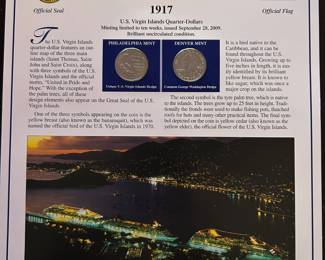 Official Seal
1917
Official Flag
U.S. Virgin Islands Quarter-Dollars
Minting limited to ten weeks, issued September 28, 2009.
Brilliant uncirculated condition.
PHILADELPHIA MINT
Unique U.S. Virgin Islands Design
DENVER MINT
Common George Washington Design
The U.S. Virgin Islands
quarter-dollar features an out-
line map of the three main
islands (Saint Thomas, Saint
John and Saint Croix), along
with three symbols of the U.S.
Virgin Islands and the official
motto, "United in Pride and
Hope." With the exception of
the palm trees, all of these
design elements also appear on the Great Seal of the U.S.
Virgin Islands.
One of the three symbols appearing on the coin is the
yellow breast (also known as the bananaquit), which was
named the official bird of the U.S. Virgin Islands in 1970.
It is a bird native to the
Caribbean, and it can be
found throughout the U.S.
Virgin Islands. Growing up to
five inches in length, it is eas-
ily identified by its brilliant
yellow breast. It is known to
like sugar, which was once a
major crop on the islands.
The second symbol is the tyre palm tree, which is native
to the islands. The trees grow up to 25 feet in height. Tradi-
tionally, the fronds were used to make fishing pots, thatched
roofs for huts and many other practical items. The final sym-
bol depicted on the coin is yellow cedar (also known as the
yellow elder), the official flower of the U.S. Virgin Islands.